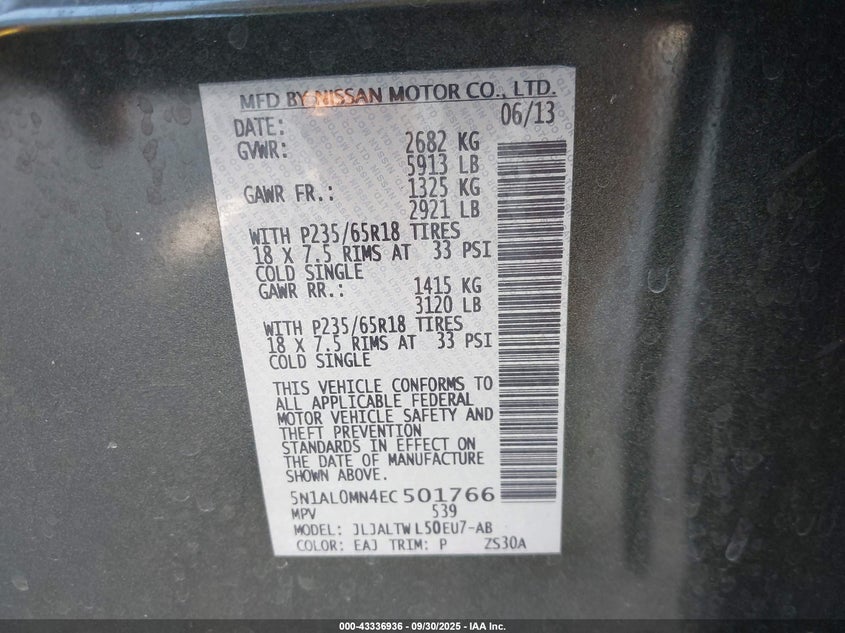 MFD BY NISSAN MOTOR CO., LTD.
DATE: 06/13
GVWR: 2682 KG
5913 LB
GAWR FR.: 1325 KG
2921 LB
WITH P235/65R18 TIRES
18 X 7.5 RIMS AT 33 PSI
COLD SINGLE
GAWR RR.: 1415 KG
3120 LB
WITH P235/65R18 TIRES
18 X 7.5 RIMS AT 33 PSI
COLD SINGLE
THIS VEHICLE CONFORMS TO
ALL APPLICABLE FEDERAL
MOTOR VEHICLE SAFETY AND
THEFT PREVENTION
STANDARDS IN EFFECT ON
THE DATE OF MANUFACTURE
SHOWN ABOVE.
5N1AL0MN4EC501766
MPV 539
MODEL: JLJALTWL50EU7-AB
COLOR: EAJ TRIM: P ZS30A
000-43336936 - 09/30/2025 - IAA Inc.